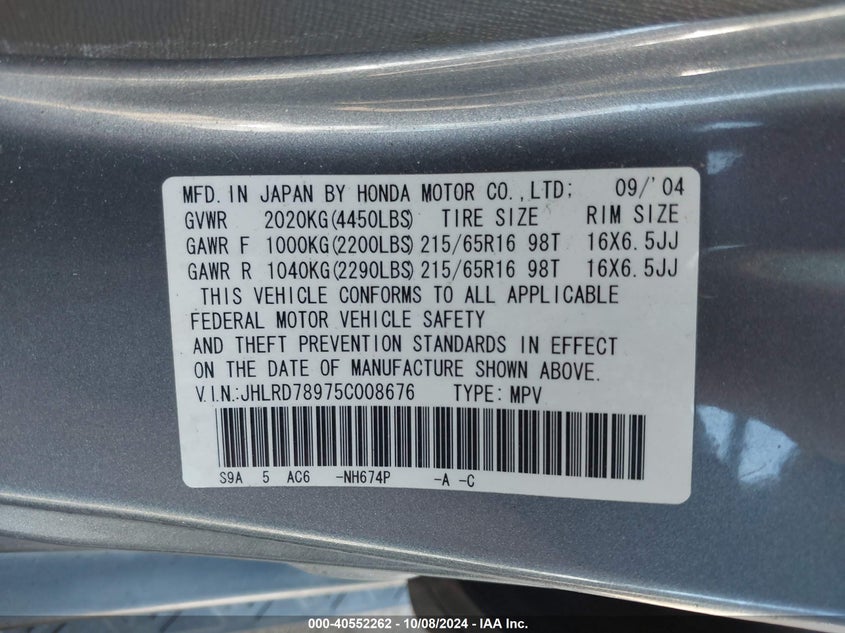 MFD. IN JAPAN BY HONDA MOTOR CO.,LTD; 09/'04
GVWR 2020KG(4450LBS) TIRE SIZE RIM SIZE
GAWR F 1000KG(2200LBS) 215/65R16 98T 16X6.5JJ
GAWR R 1040KG(2290LBS) 215/65R16 98T 16X6.5JJ
THIS VEHICLE CONFORMS TO ALL APPLICABLE
FEDERAL MOTOR VEHICLE SAFETY
AND THEFT PREVENTION STANDARDS IN EFFECT
ON THE DATE OF MANUFACTURE SHOWN ABOVE.
V.I.N.:JHLRD78975C008676 TYPE: MPV
S9A 5 AC6 -NH674P -A -C
000-40552262 - 10/08/2024 - IAA Inc.